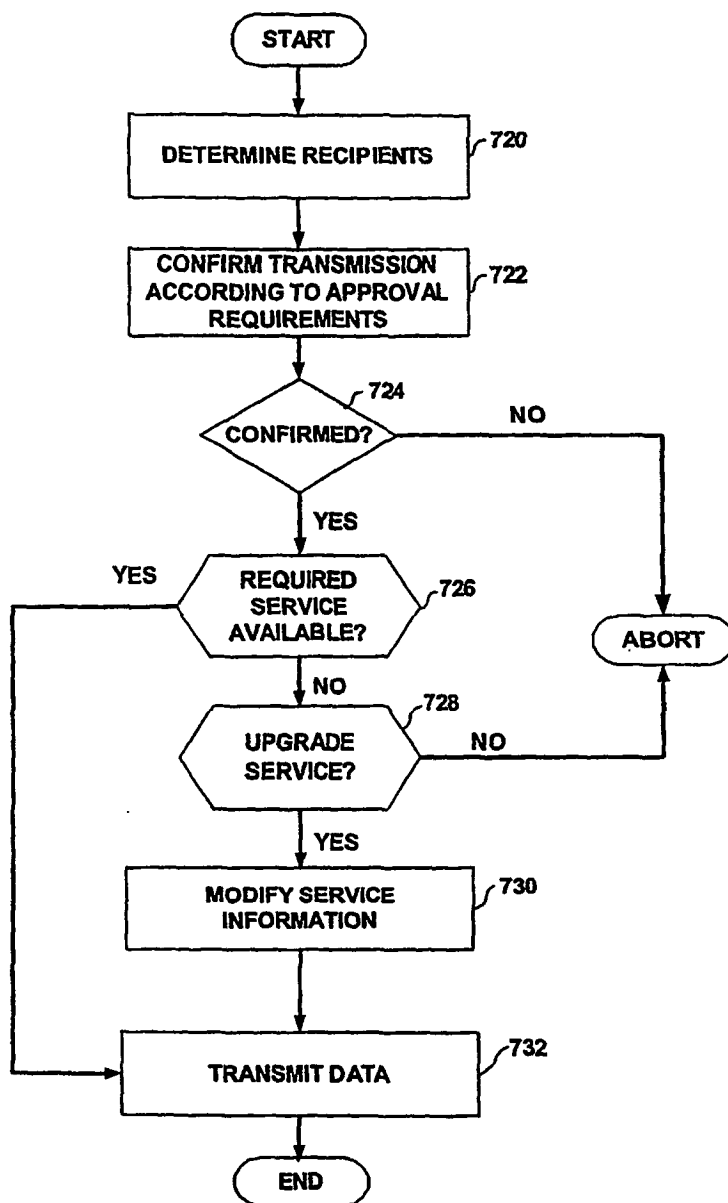 START
DETERMINE RECIPIENTS
720
CONFIRM TRANSMISSION
ACCORDING TO APPROVAL
REQUIREMENTS
722
724
CONFIRMED?
NO
YES
YES
REQUIRED
SERVICE
AVAILABLE?
726
ABORT
NO
728
UPGRADE
SERVICE?
NO
YES
MODIFY SERVICE
INFORMATION
730
TRANSMIT DATA
732
END